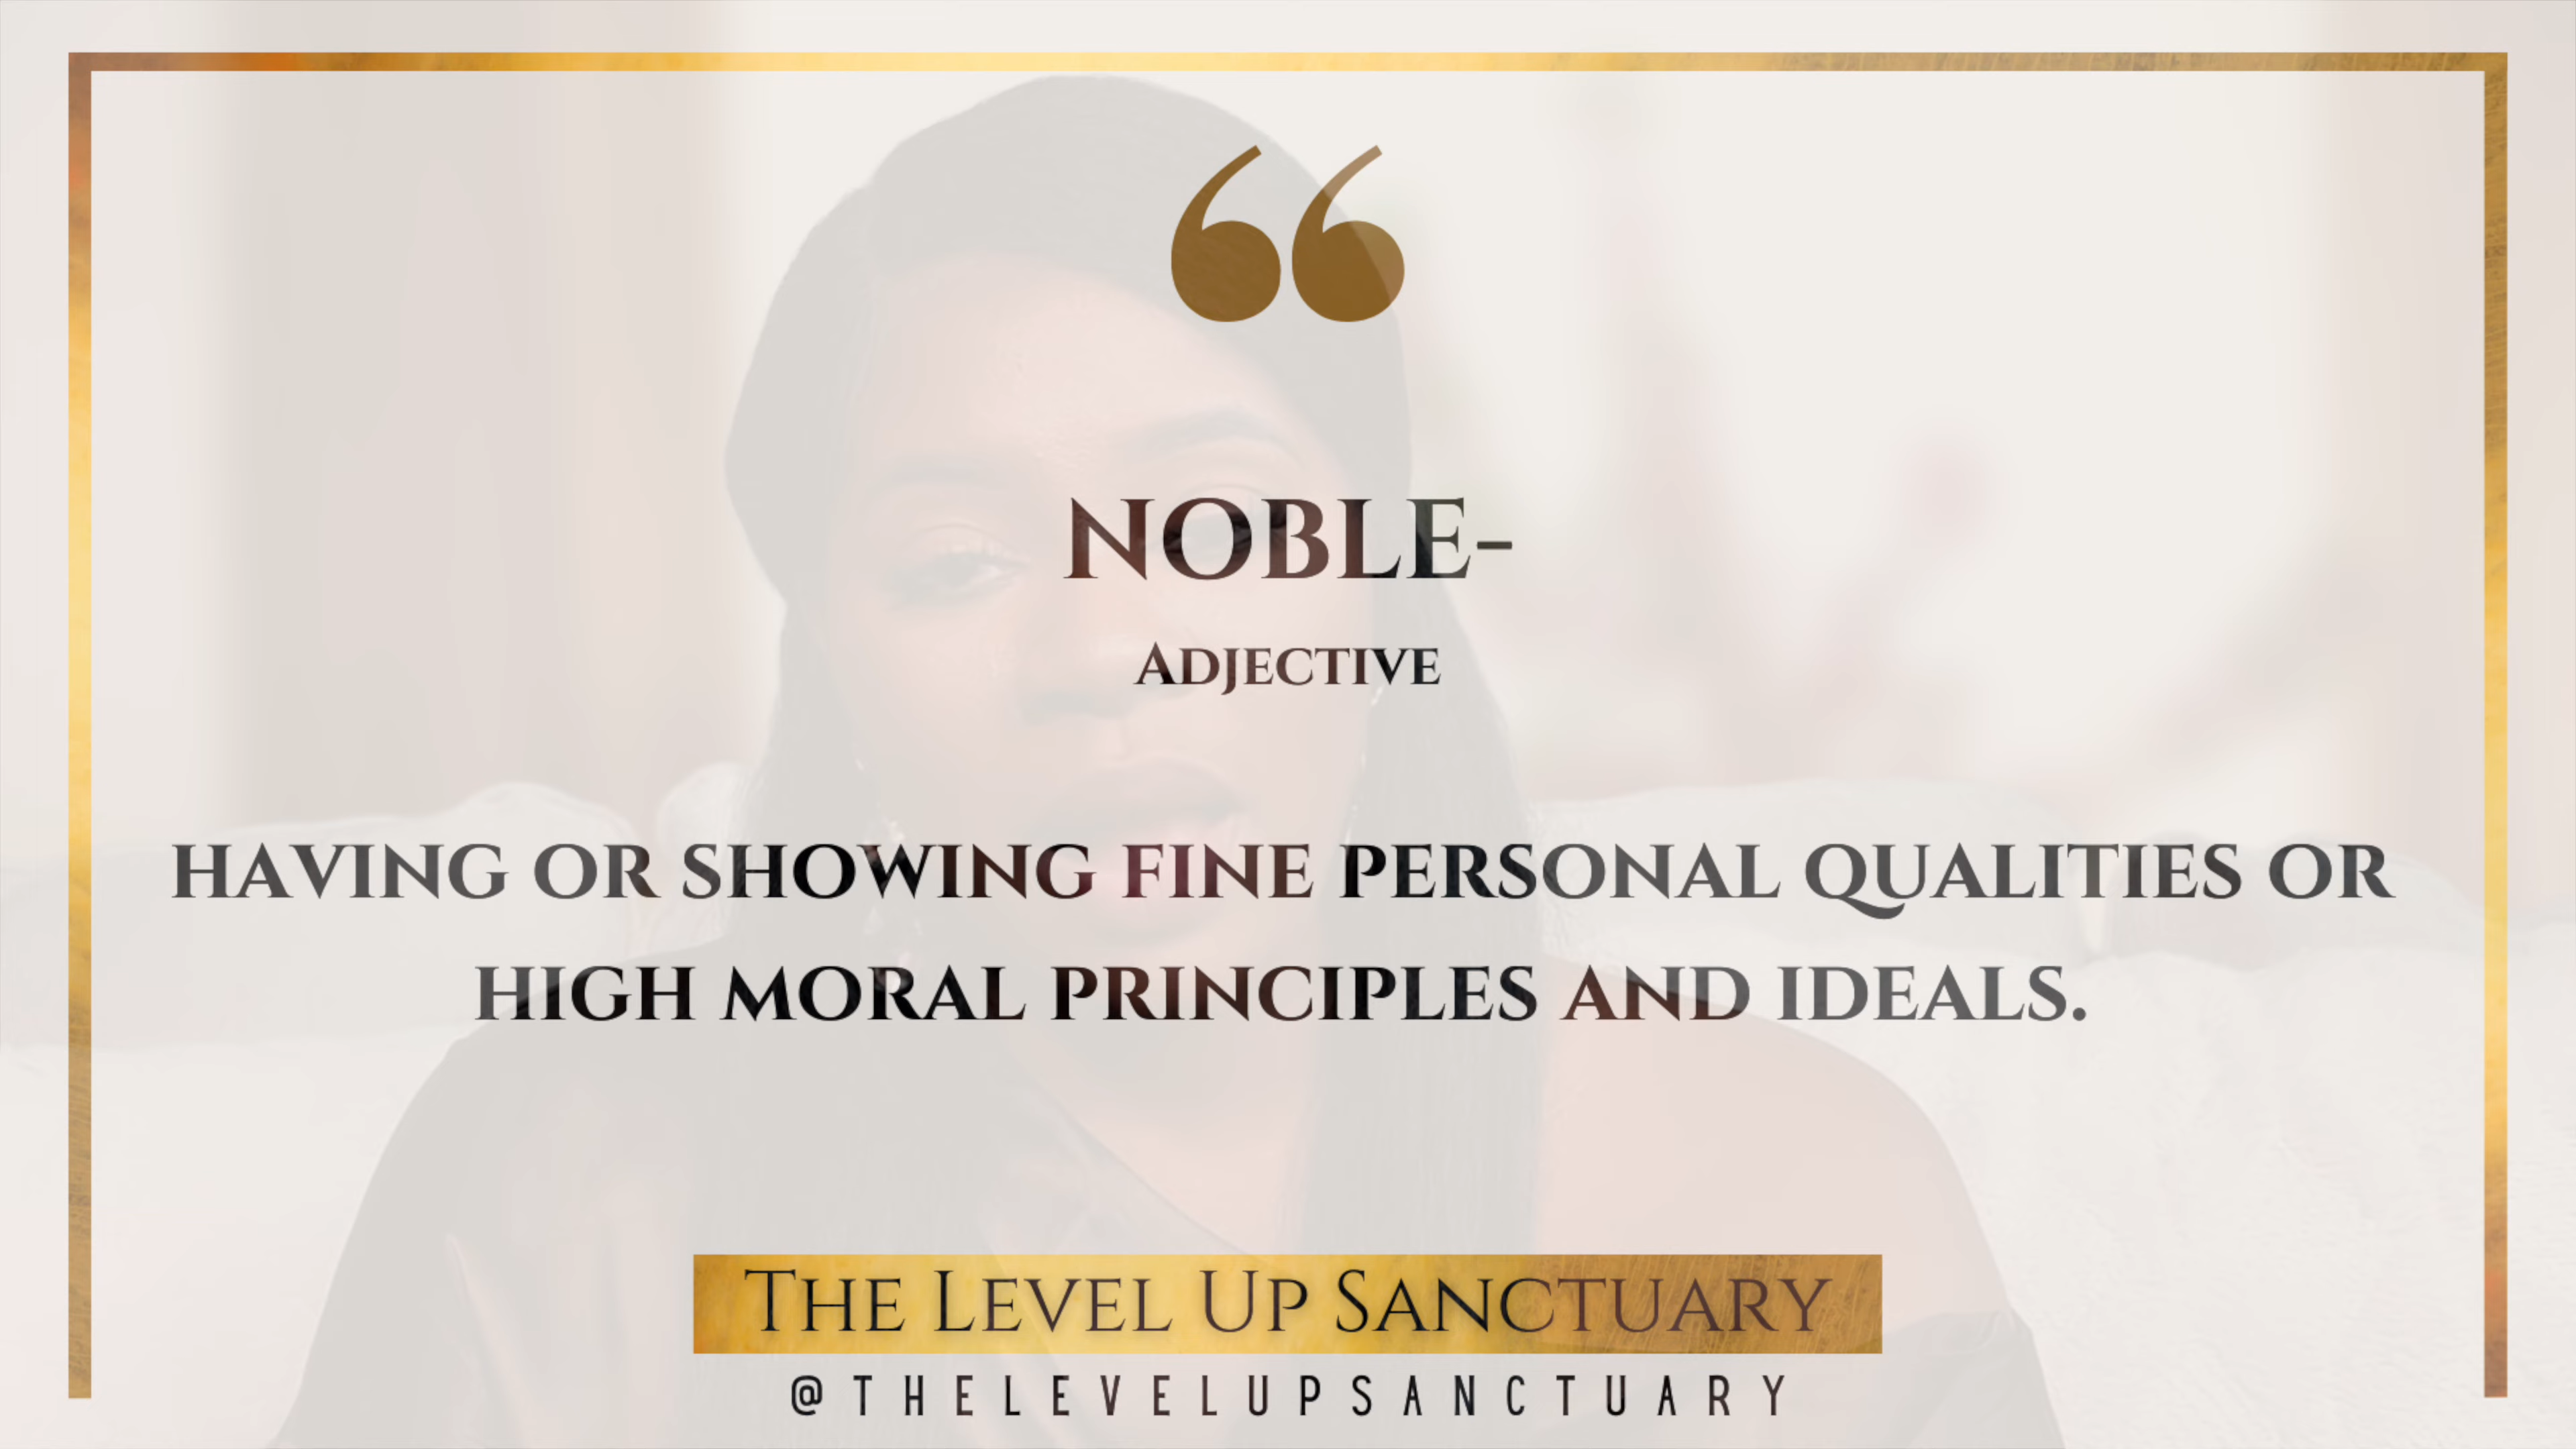 “
NOBLE-
ADJECTIVE
HAVING OR SHOWING FINE PERSONAL QUALITIES OR
HIGH MORAL PRINCIPLES AND IDEALS.
THE LEVEL UP SANCTUARY
@THELEVELUPSANCTUARY